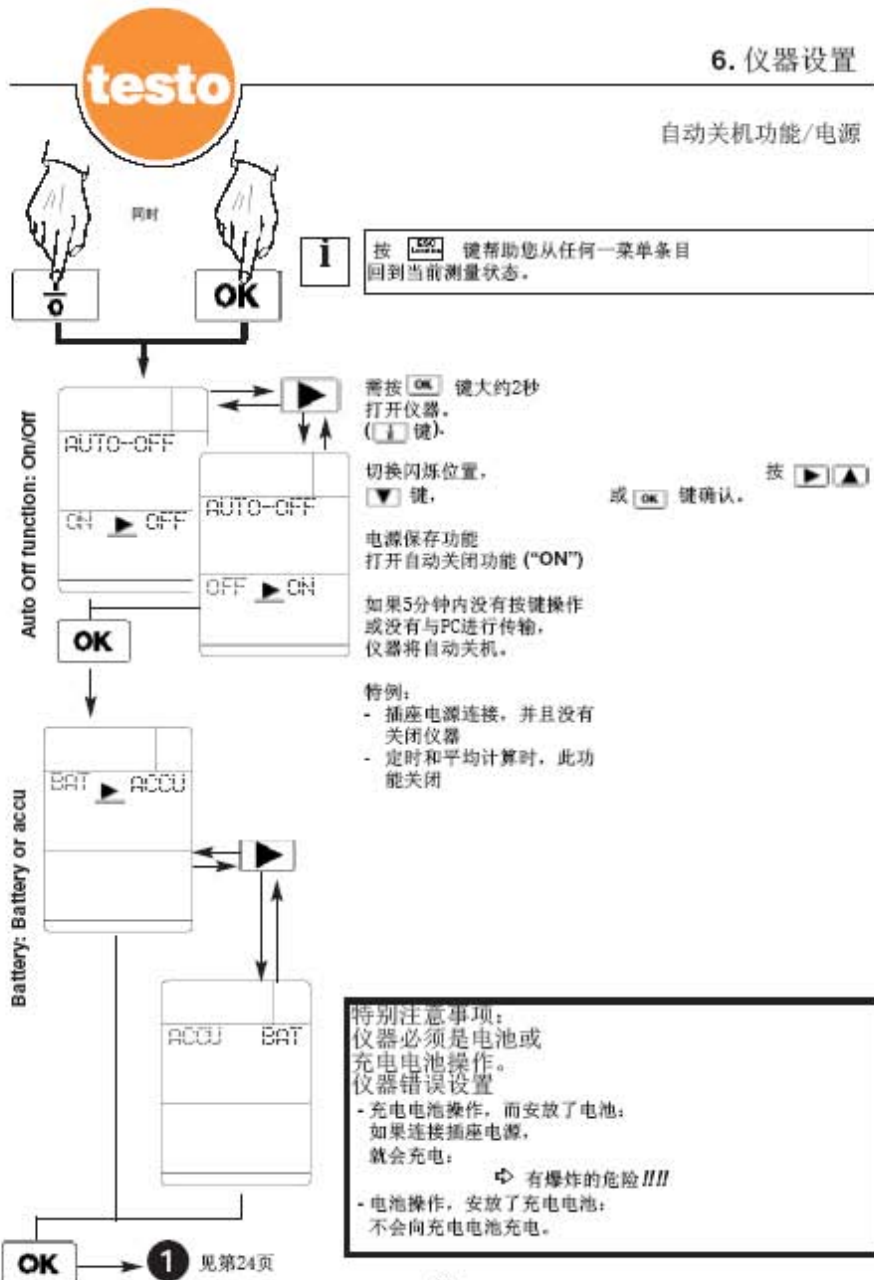 testo
6. 仪器设置
自动关机功能/电源
同时
O
OK
i
按 ESC 键帮助您从任何一菜单条目
回到当前测量状态。
Auto Off function: On/Off
AUTO-OFF
ON ▶ OFF
AUTO-OFF
OFF ▶ ON
OK
需按 OK 键大约2秒
打开仪器。
( i 键).
切换闪烁位置, 按 ▶ ▲
▼ 键, 或 OK 键确认。
电源保存功能
打开自动关闭功能 (“ON”)
如果5分钟内没有按键操作
或没有与PC进行传输,
仪器将自动关机。
特例:
- 插座电源连接, 并且没有
关闭仪器
- 定时和平均计算时, 此功
能关闭
Battery: Battery or accu
BAT ▶ ACCU
ACCU BAT
OK
1 见第24页
特别注意事项:
仪器必须是电池或
充电电池操作。
仪器错误设置
- 充电电池操作, 而安放了电池:
如果连接插座电源,
就会充电:
➪ 有爆炸的危险!!!!
- 电池操作, 安放了充电电池:
不会向充电电池充电。